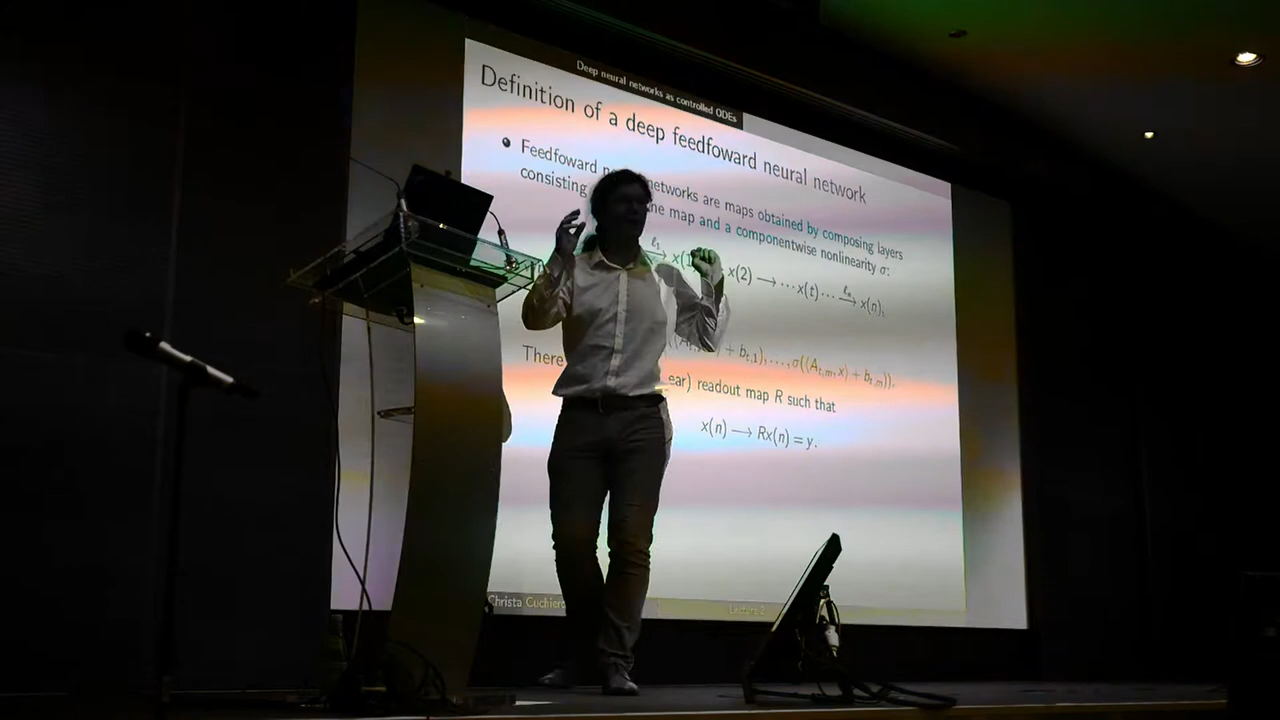 Deep neural networks as controlled ODEs
Definition of a deep feedfoward neural network
Feedfoward networks are maps obtained by composing layers
consisting map and a componentwise nonlinearity σ:
x(2) ⟶ ⋯ x(t) ⋯ ⟶ x(n),
+ b_{t,1}), …, σ(⟨A_{t,m}, x⟩ + b_{t,m})).
There readout map R such that
x(n) ⟶ Rx(n) = y.
Christa Lecture 2